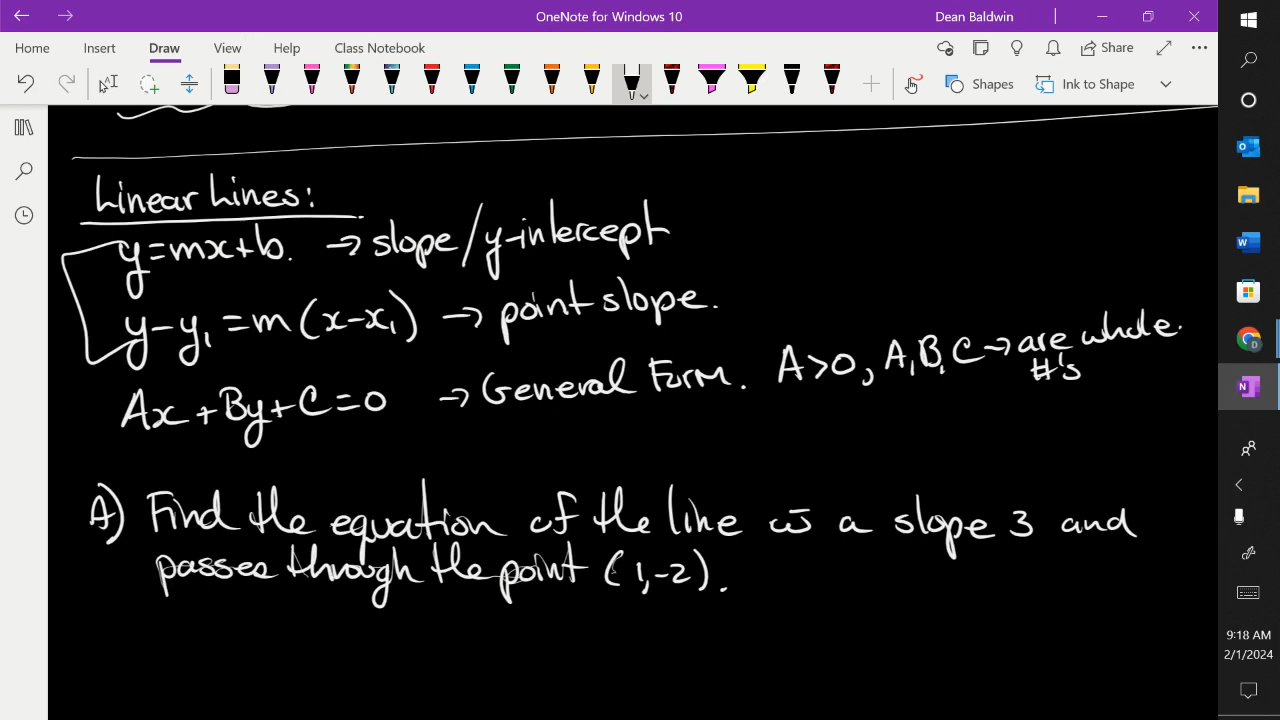 OneNote for Windows 10
Dean Baldwin
Home Insert Draw View Help Class Notebook Share
Shapes Ink to Shape
Linear Lines:
y=mx+b. → slope/y-intercept
y-y₁ = m(x-x₁) → point slope.
Ax+By+C=0 → General Form. A>0, A,B,C → are whole
#'s
A) Find the equation of the line w̄ a slope 3 and
passes through the point (1,-2).
9:18 AM
2/1/2024